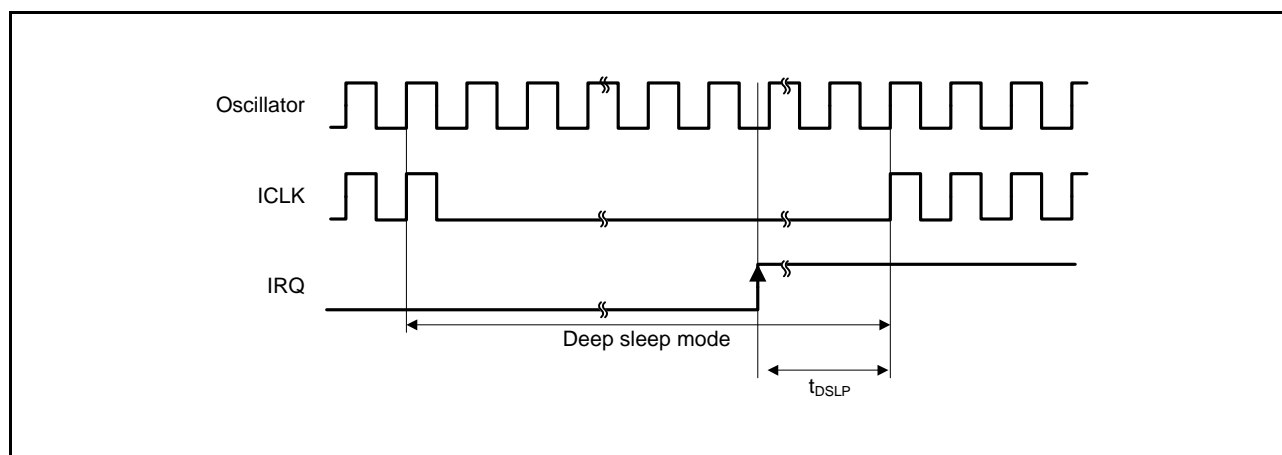 Oscillator
ICLK
IRQ
Deep sleep mode
tDSLP